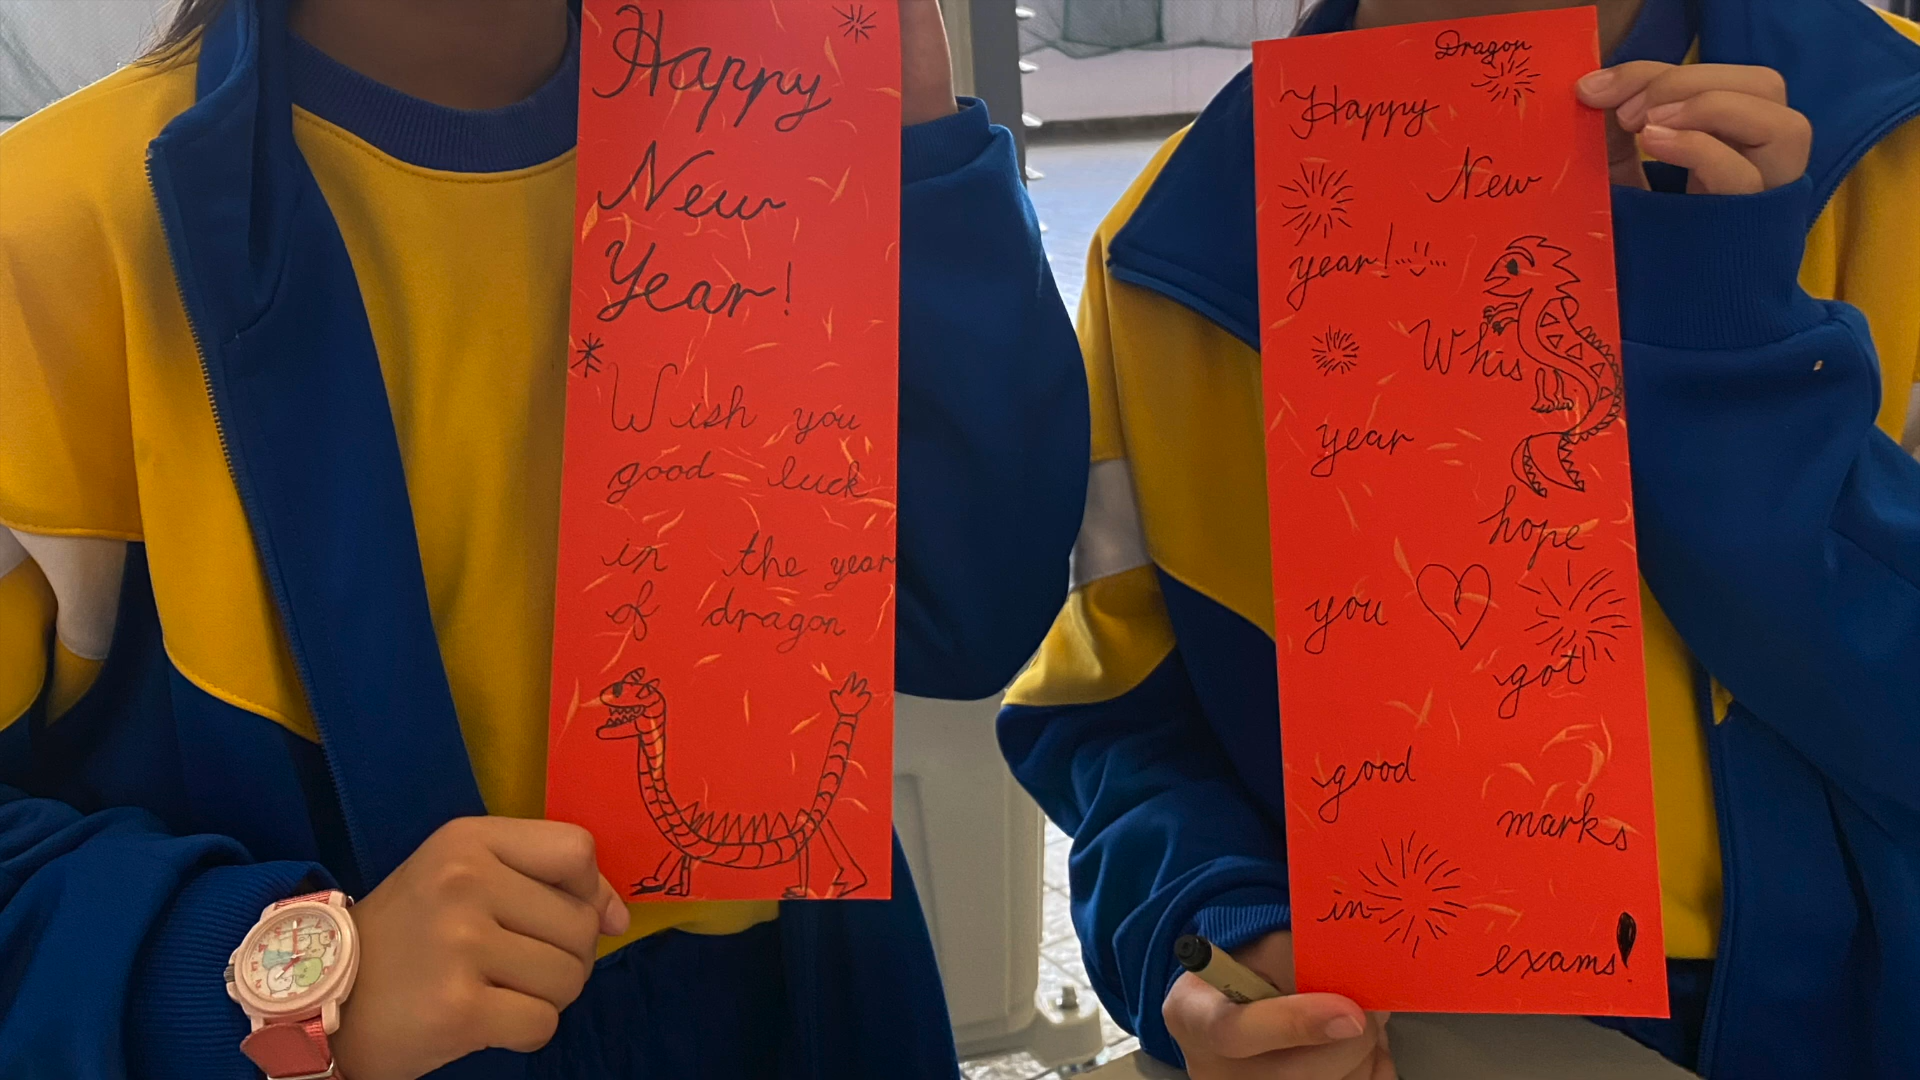 Happy
New
Year!
Wish you
good luck
in the year
of dragon
Dragon
Happy
New
year!
Whis
year
hope
you
got
good
marks
in
exams!